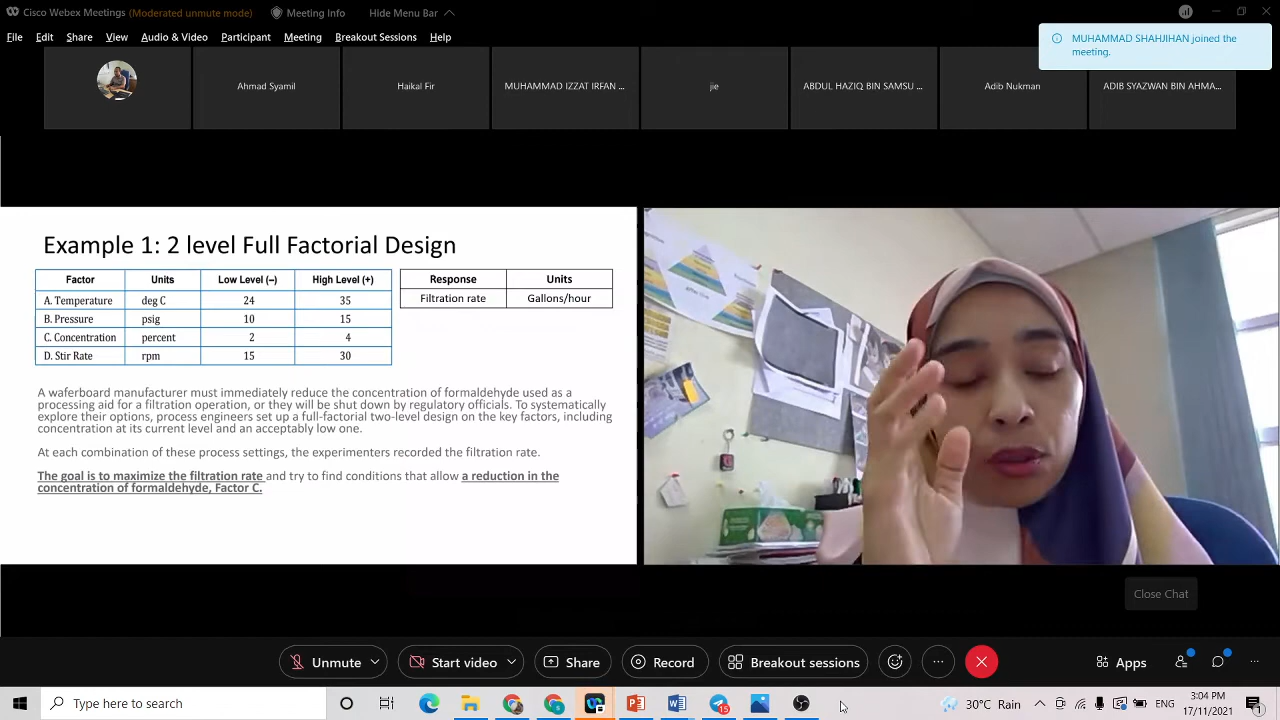 Cisco Webex Meetings (Moderated unmute mode) Meeting Info Hide Menu Bar
File Edit Share View Audio & Video Participant Meeting Breakout Sessions Help
MUHAMMAD SHAHJIHAN joined the
meeting.
Ahmad Syamil
Haikal Fir
MUHAMMAD IZZAT IRFAN ...
jie
ABDUL HAZIQ BIN SAMSU ...
Adib Nukman
ADIB SYAZWAN BIN AHMA...
Example 1: 2 level Full Factorial Design
Factor Units Low Level (–) High Level (+)
A. Temperature deg C 24 35
B. Pressure psig 10 15
C. Concentration percent 2 4
D. Stir Rate rpm 15 30
Response Units
Filtration rate Gallons/hour
A waferboard manufacturer must immediately reduce the concentration of formaldehyde used as a
processing aid for a filtration operation, or they will be shut down by regulatory officials. To systematically
explore their options, process engineers set up a full-factorial two-level design on the key factors, including
concentration at its current level and an acceptably low one.
At each combination of these process settings, the experimenters recorded the filtration rate.
The goal is to maximize the filtration rate and try to find conditions that allow a reduction in the
concentration of formaldehyde, Factor C.
Close Chat
Unmute Start video Share Record Breakout sessions Apps
Type here to search
15
30°C Rain
3:04 PM
17/11/2021
1